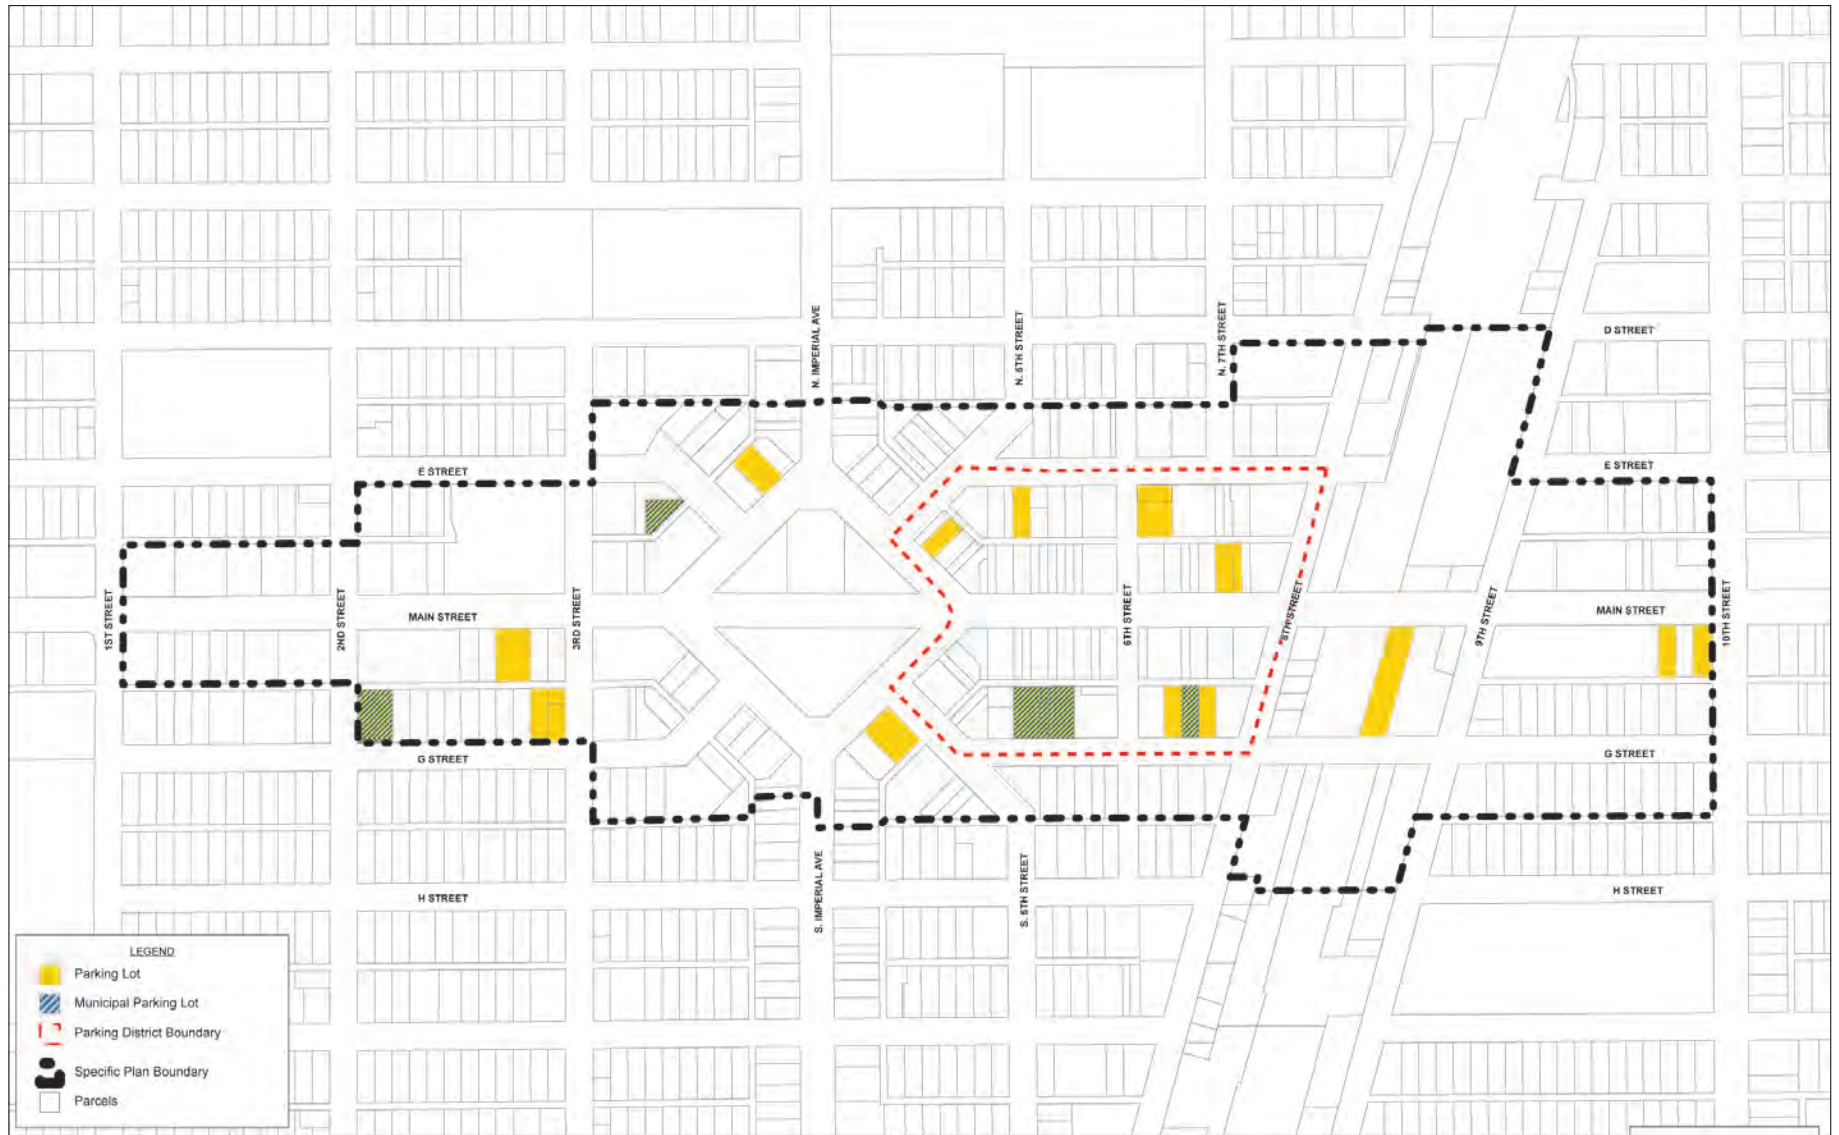 N. IMPERIAL AVE
N. 5TH STREET
N. 7TH STREET
D STREET
E STREET
E STREET
1ST STREET
2ND STREET
MAIN STREET
3RD STREET
6TH STREET
8TH STREET
9TH STREET
MAIN STREET
10TH STREET
G STREET
G STREET
H STREET
S. IMPERIAL AVE
S. 5TH STREET
H STREET
LEGEND
Parking Lot
Municipal Parking Lot
Parking District Boundary
Specific Plan Boundary
Parcels